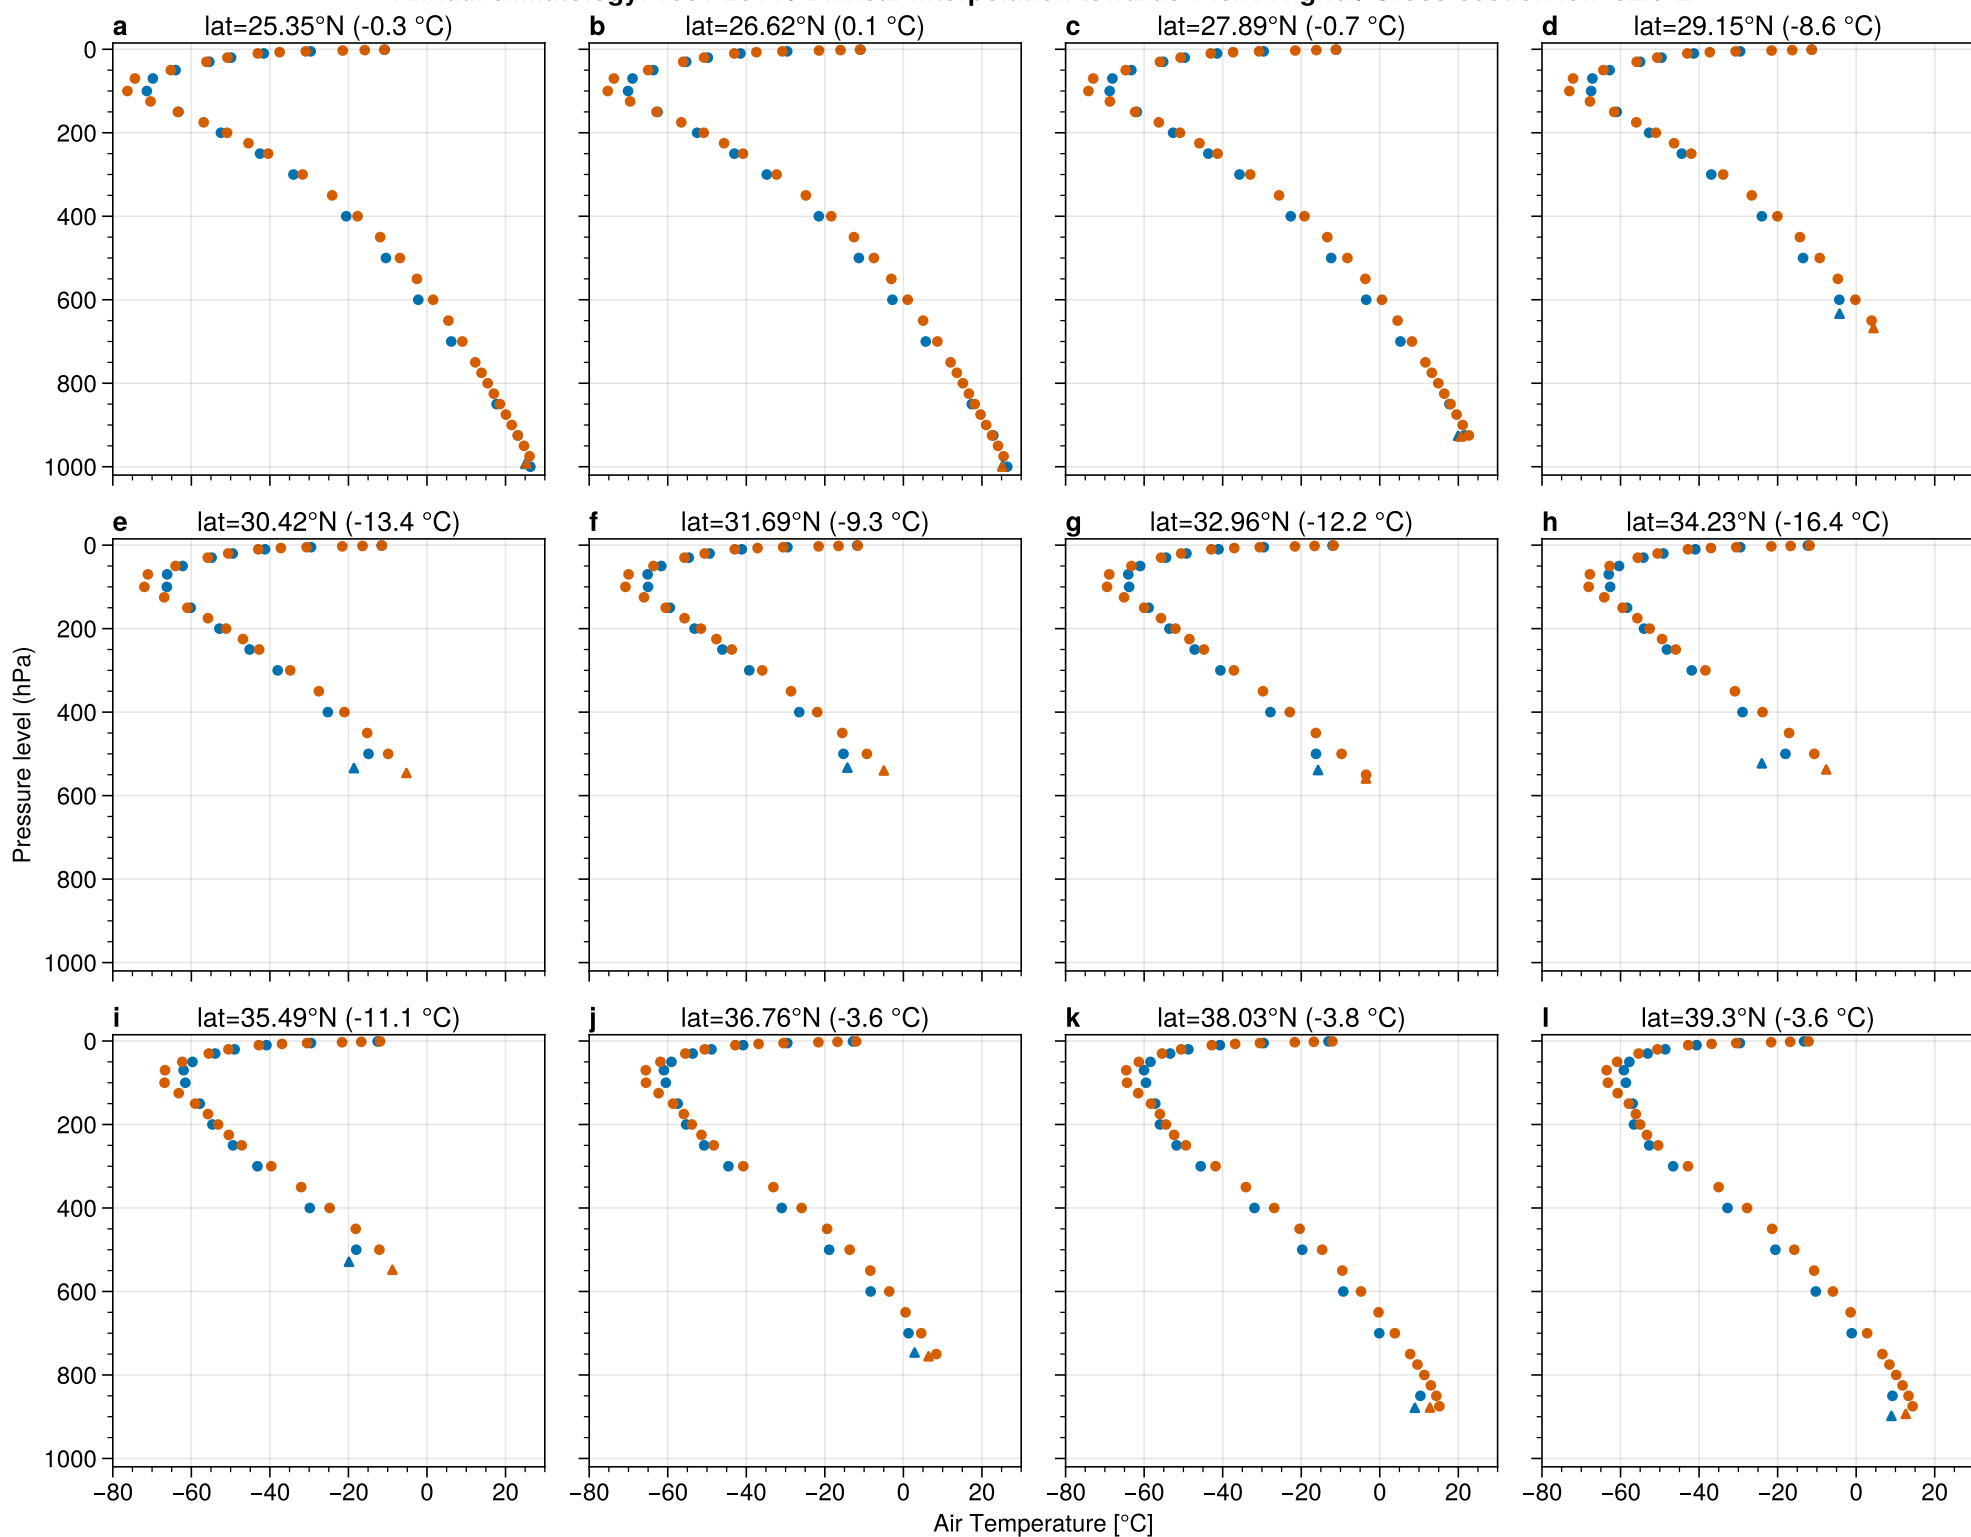 a lat=25.35°N (-0.3 °C)
b lat=26.62°N (0.1 °C)
c lat=27.89°N (-0.7 °C)
d lat=29.15°N (-8.6 °C)
0
200
400
600
800
1000
e lat=30.42°N (-13.4 °C)
f lat=31.69°N (-9.3 °C)
g lat=32.96°N (-12.2 °C)
h lat=34.23°N (-16.4 °C)
Pressure level (hPa)
0
200
400
600
800
1000
i lat=35.49°N (-11.1 °C)
j lat=36.76°N (-3.6 °C)
k lat=38.03°N (-3.8 °C)
l lat=39.3°N (-3.6 °C)
0
200
400
600
800
1000
−80 −60 −40 −20 0 20 −80 −60 −40 −20 0 20 −80 −60 −40 −20 0 20 −80 −60 −40 −20 0 20
Air Temperature [°C]